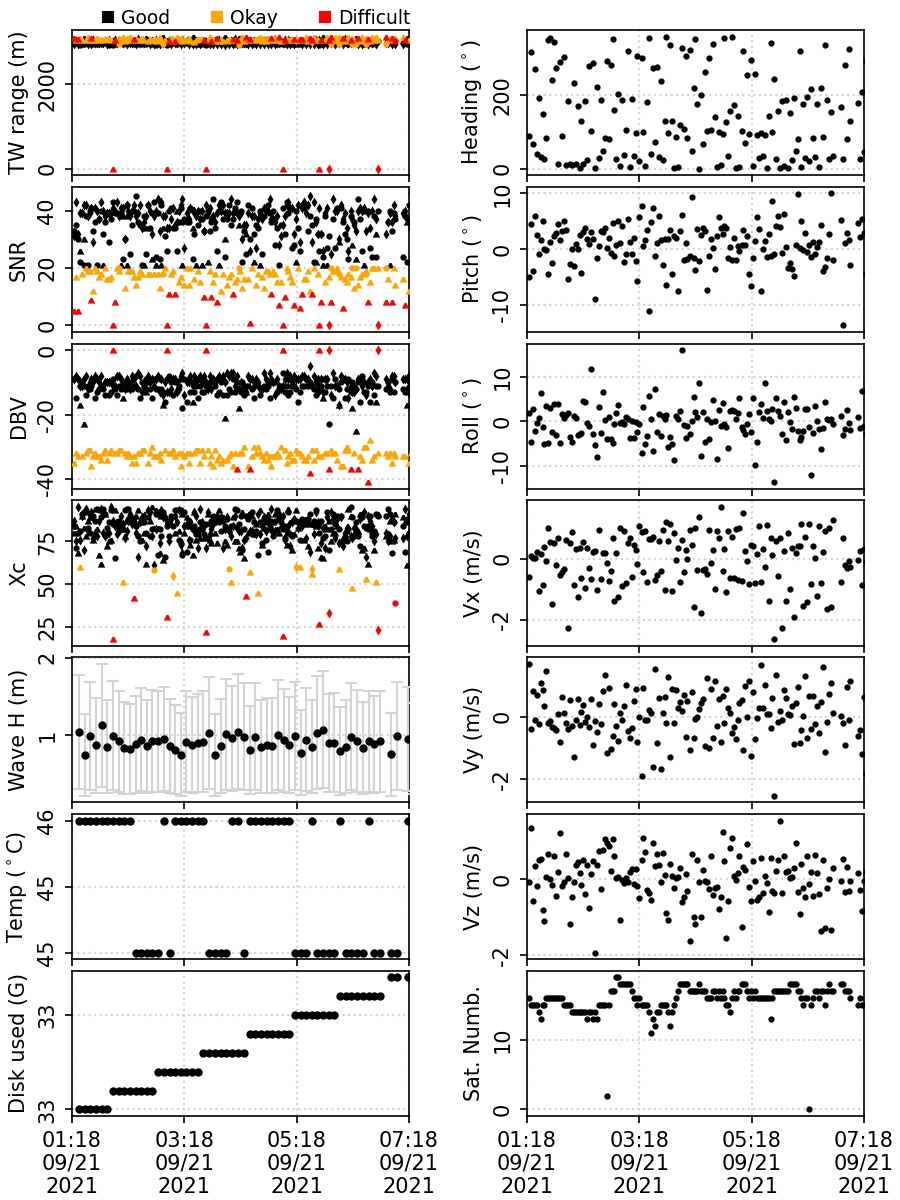 Good Okay Difficult
TW range (m)
2000
0
SNR
40
20
0
DBV
0
-20
-40
Xc
75
50
25
Wave H (m)
2
1
Temp (°C)
46
45
45
Disk used (G)
33
33
01:18 03:18 05:18 07:18
09/21 09/21 09/21 09/21
2021 2021 2021 2021
Heading (°)
200
0
Pitch (°)
10
0
-10
Roll (°)
10
0
-10
Vx (m/s)
0
-2
Vy (m/s)
0
-2
Vz (m/s)
0
-2
Sat. Numb.
10
0
01:18 03:18 05:18 07:18
09/21 09/21 09/21 09/21
2021 2021 2021 2021